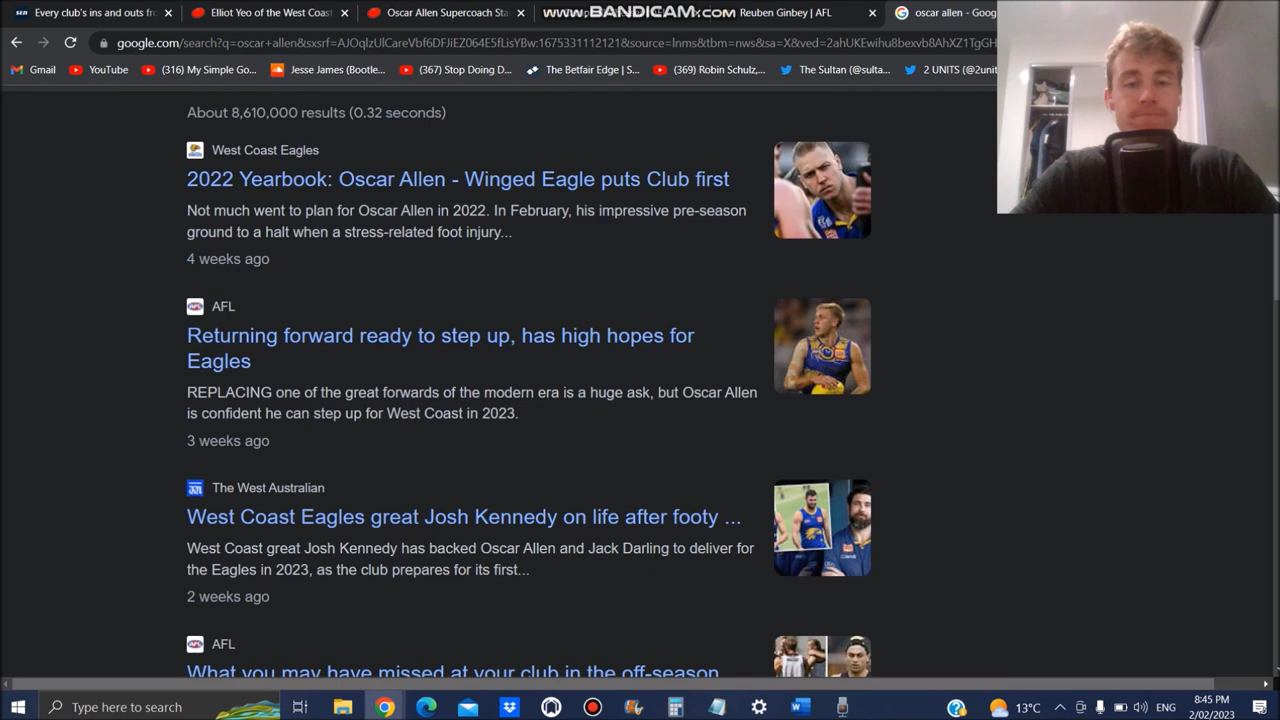 Every club's ins and outs fr
Elliot Yeo of the West Coast
Oscar Allen Supercoach Sta
www.BANDICAM.com
Reuben Ginbey | AFL
oscar allen - Goog
google.com/search?q=oscar+allen&sxsrf=AJOqlzUlCareVbf6DFJiEZ064E5fLisYBw:1675331112121&source=lnms&tbm=nws&sa=X&ved=2ahUKEwihu8bexvb8AhXZ1TgGH
Gmail
YouTube
(316) My Simple Go...
Jesse James (Bootle...
(367) Stop Doing D...
The Betfair Edge | S...
(369) Robin Schulz,...
The Sultan (@sulta...
2 UNITS (@2unit
About 8,610,000 results (0.32 seconds)
West Coast Eagles
2022 Yearbook: Oscar Allen - Winged Eagle puts Club first
Not much went to plan for Oscar Allen in 2022. In February, his impressive pre-season
ground to a halt when a stress-related foot injury...
4 weeks ago
AFL
Returning forward ready to step up, has high hopes for
Eagles
REPLACING one of the great forwards of the modern era is a huge ask, but Oscar Allen
is confident he can step up for West Coast in 2023.
3 weeks ago
The West Australian
West Coast Eagles great Josh Kennedy on life after footy ...
West Coast great Josh Kennedy has backed Oscar Allen and Jack Darling to deliver for
the Eagles in 2023, as the club prepares for its first...
2 weeks ago
AFL
What you may have missed at your club in the off-season
Type here to search
13°C
ENG
8:45 PM
2/02/2023